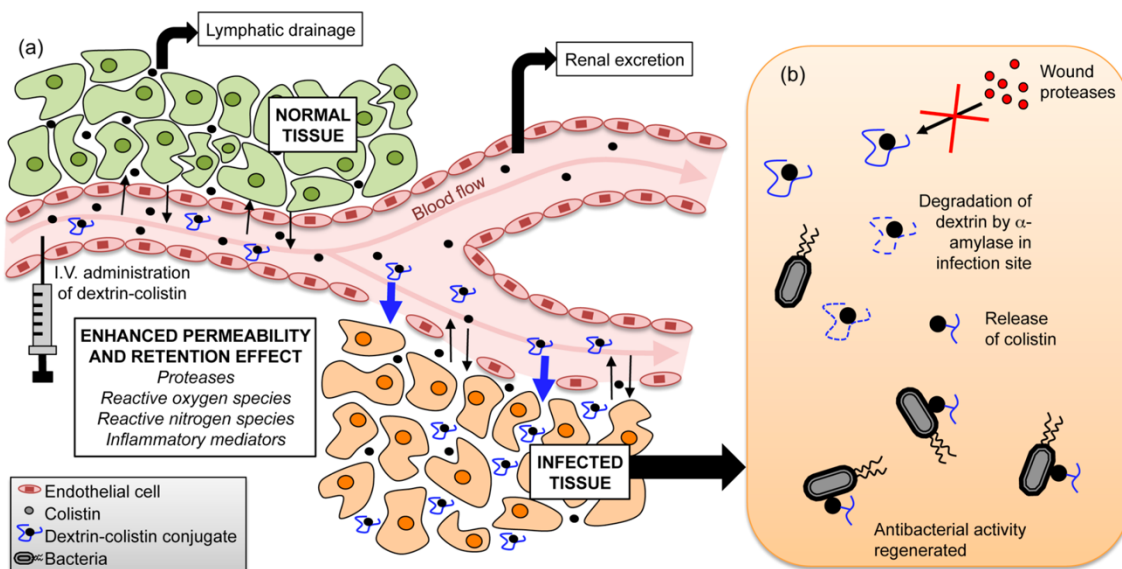 (a)
Lymphatic drainage
Renal excretion
NORMAL
TISSUE
Blood flow
I.V. administration
of dextrin-colistin
ENHANCED PERMEABILITY
AND RETENTION EFFECT
Proteases
Reactive oxygen species
Reactive nitrogen species
Inflammatory mediators
INFECTED
TISSUE
Endothelial cell
Colistin
Dextrin-colistin conjugate
Bacteria
(b)
Wound
proteases
Degradation of
dextrin by α-
amylase in
infection site
Release
of colistin
Antibacterial activity
regenerated